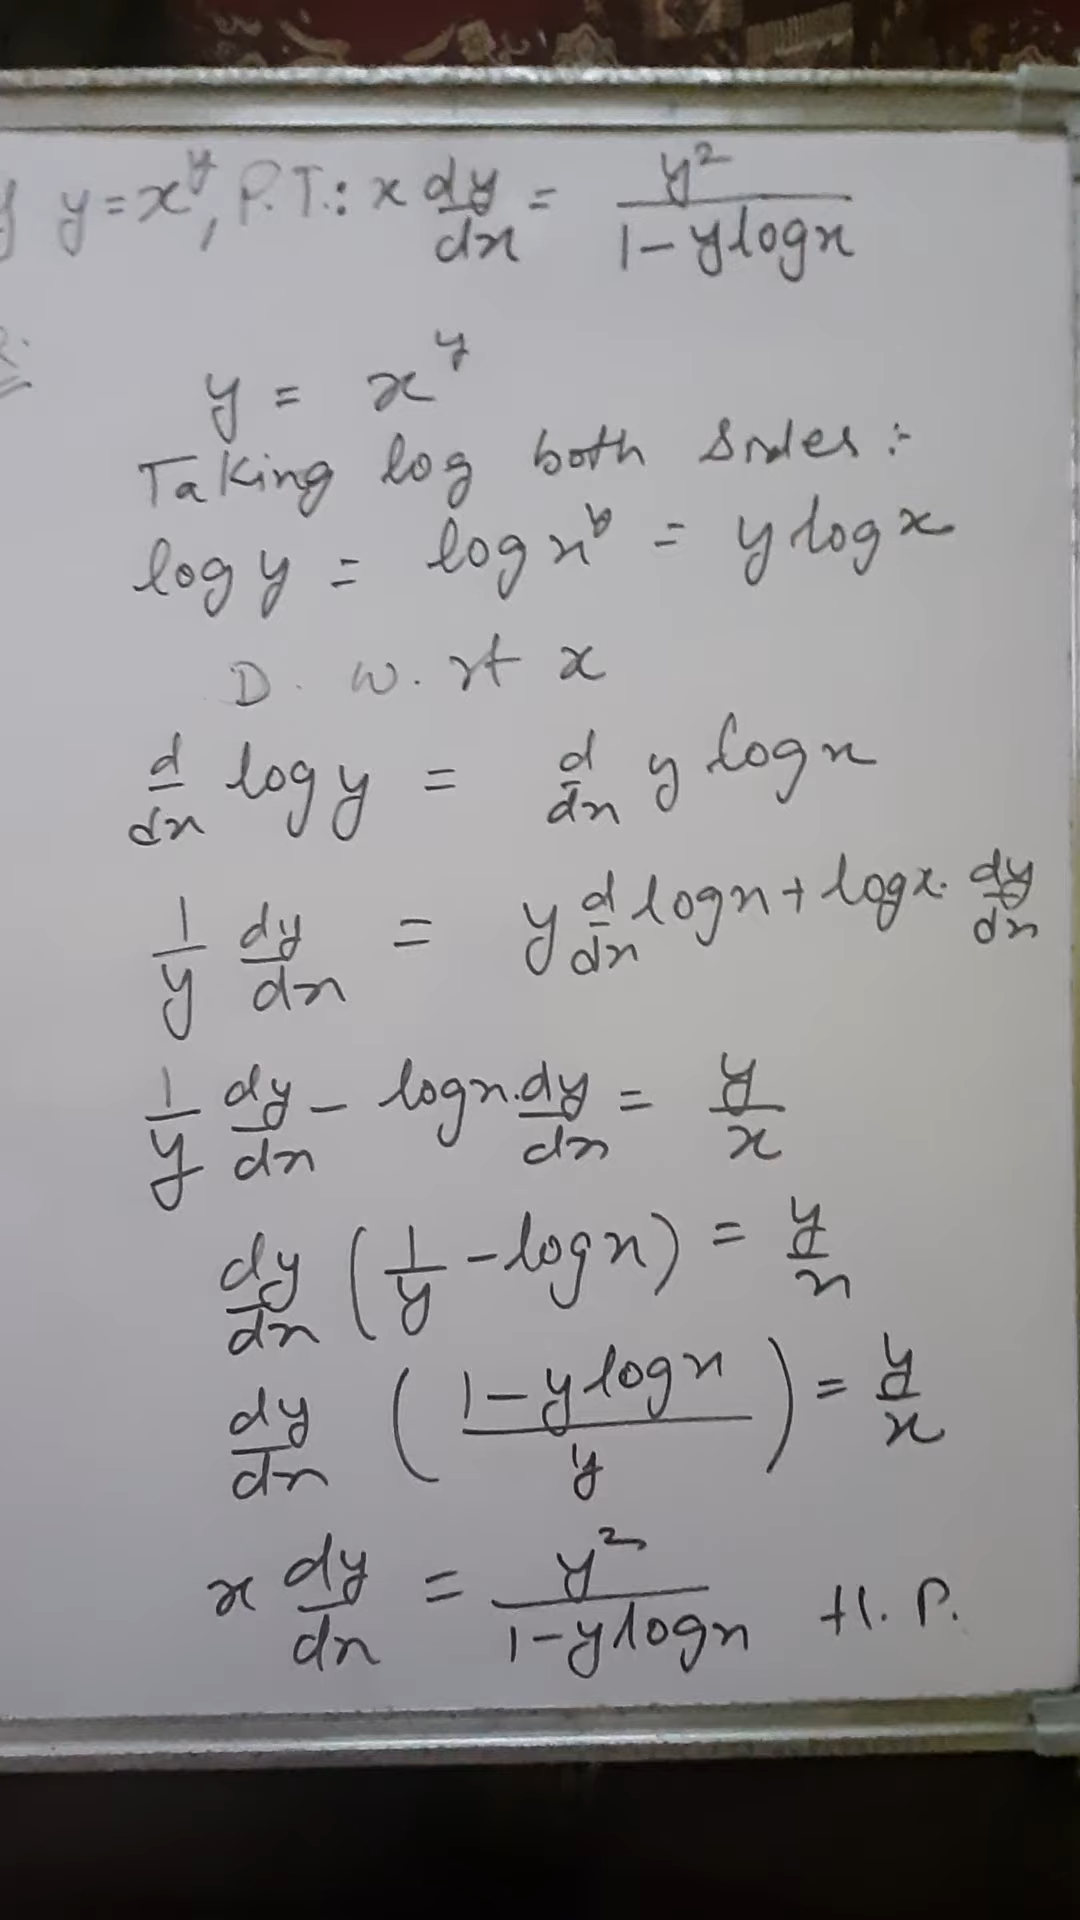 y = x^y, P.T.: x dy/dx = y²/(1 - y log x)
y = x^y
Taking log both sides :-
log y = log x^y = y log x
D. w. rt x
d/dx log y = d/dx y log x
1/y dy/dx = y d/dx log x + log x. dy/dx
1/y dy/dx - log x. dy/dx = y/x
dy/dx (1/y - log x) = y/x
dy/dx ((1 - y log x)/y) = y/x
x dy/dx = y²/(1 - y log x) H. P.